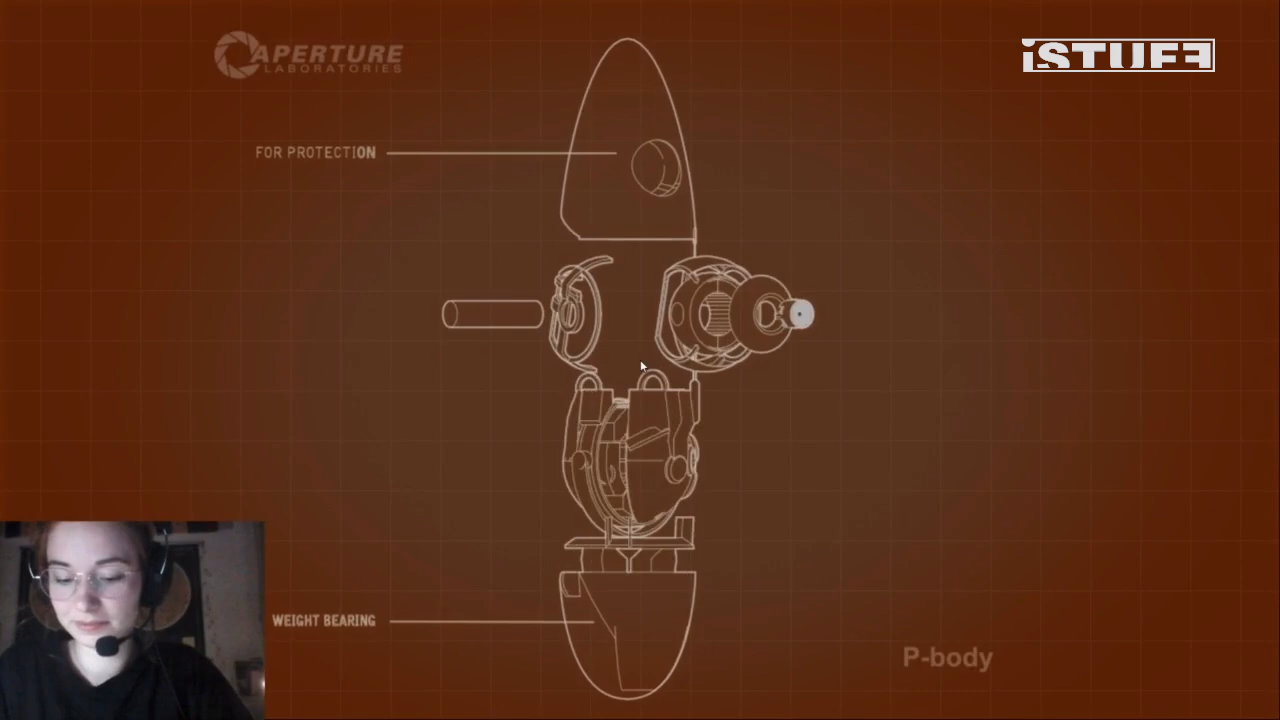 APERTURE
LABORATORIES
iSTUFF
FOR PROTECTION
WEIGHT BEARING
P-body